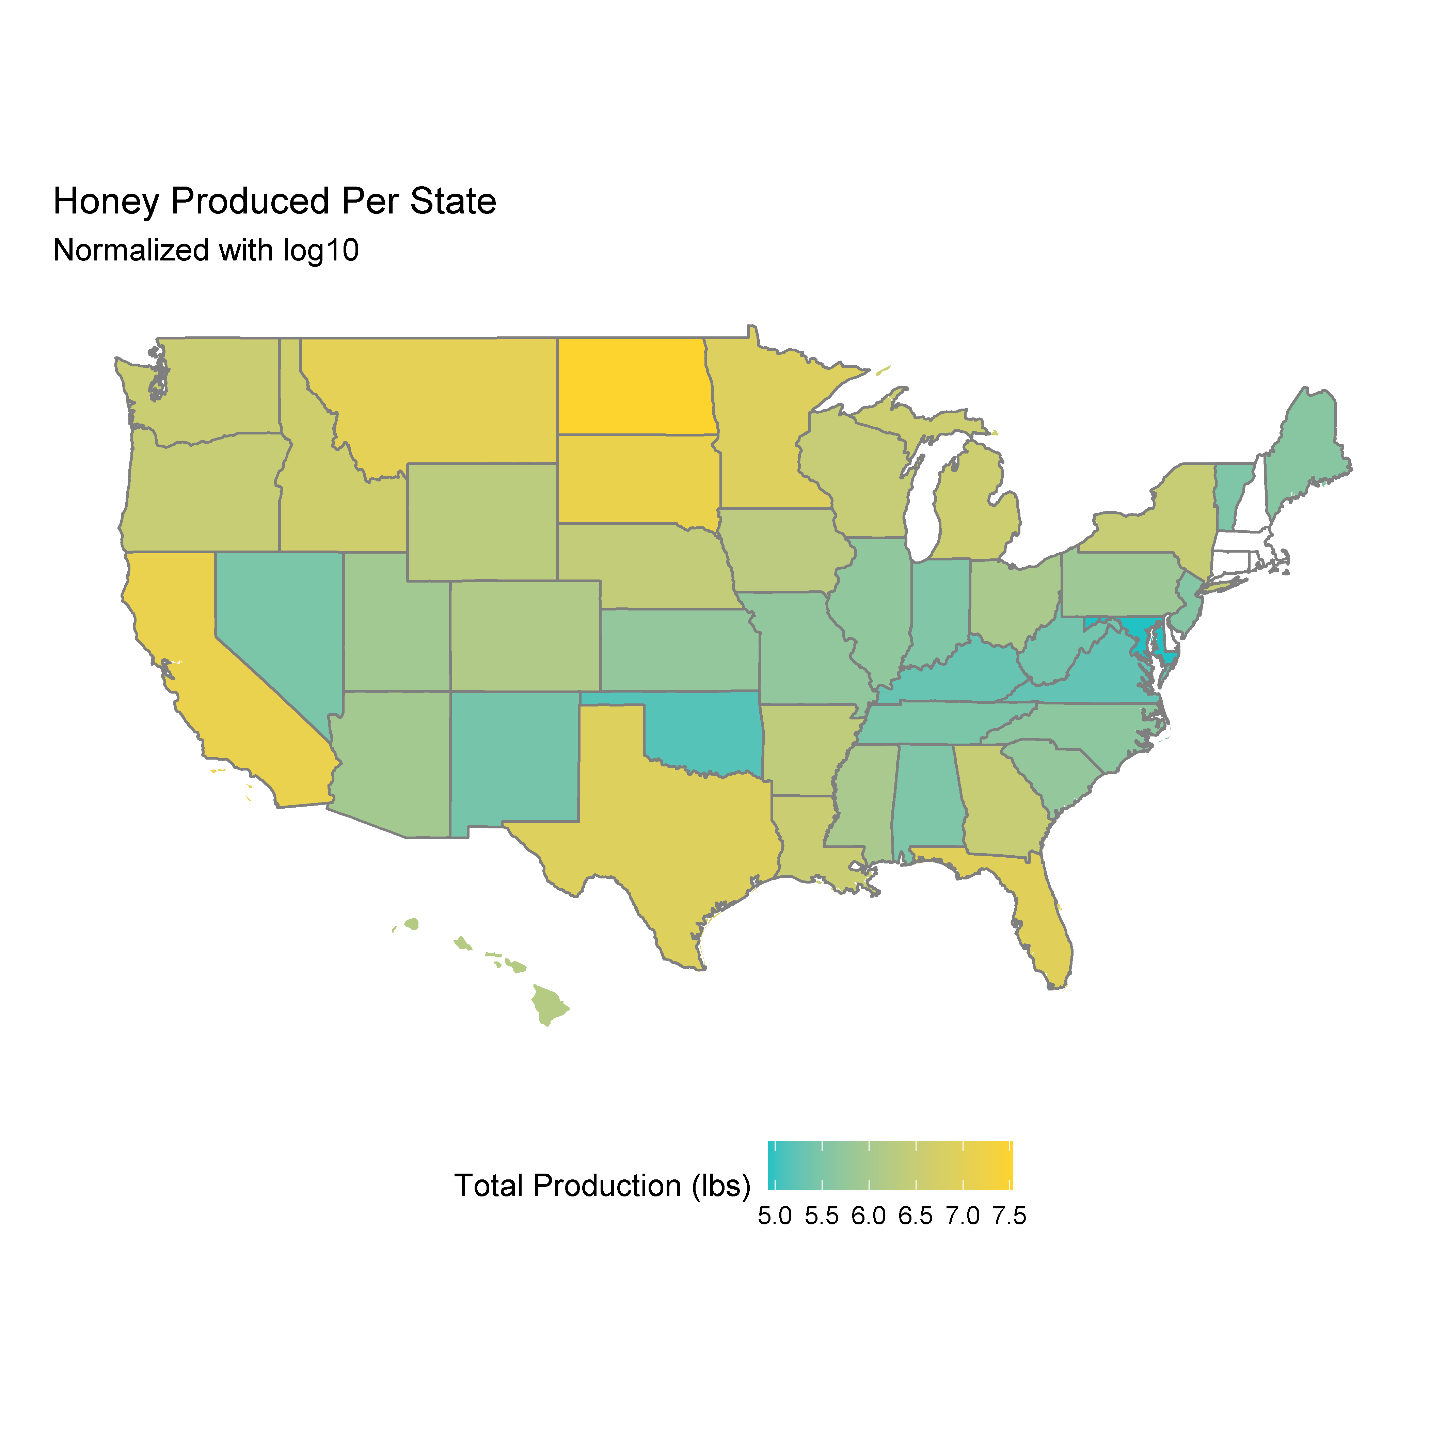 Honey Produced Per State
Normalized with log10
Total Production (lbs)
5.0 5.5 6.0 6.5 7.0 7.5